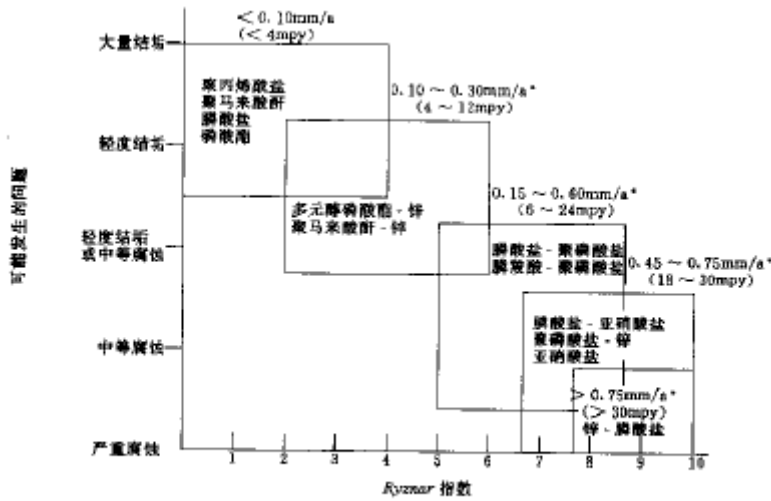 <0.10mm/a
(<4mpy)
大量结垢
聚丙烯酸盐
聚马来酸酐
膦酸盐
磷酸酯
0.10～0.30mm/a*
(4～12mpy)
轻度结垢
可能发生的问题
多元醇磷酸酯-锌
聚马来酸酐-锌
0.15～0.60mm/a*
(6～24mpy)
轻度结垢
或中等腐蚀
膦酸盐-聚磷酸盐
膦羧酸-聚磷酸盐
0.45～0.75mm/a*
(18～30mpy)
中等腐蚀
膦酸盐-亚硝酸盐
聚磷酸盐-锌
亚硝酸盐
>0.75mm/a*
(>30mpy)
锌-膦酸盐
严重腐蚀
1 2 3 4 5 6 7 8 9 10
Ryznar 指数